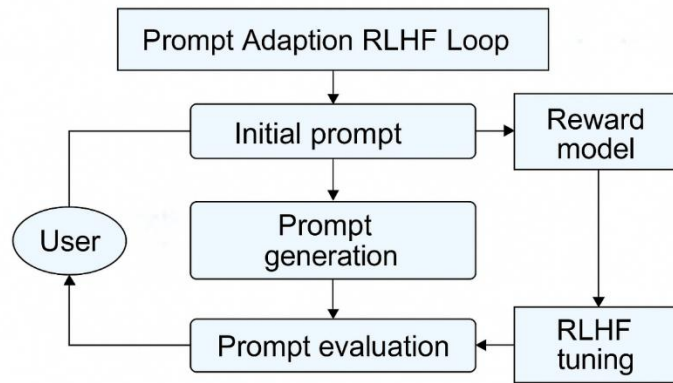 Prompt Adaption RLHF Loop
Initial prompt
Reward
model
User
Prompt
generation
Prompt evaluation
RLHF
tuning